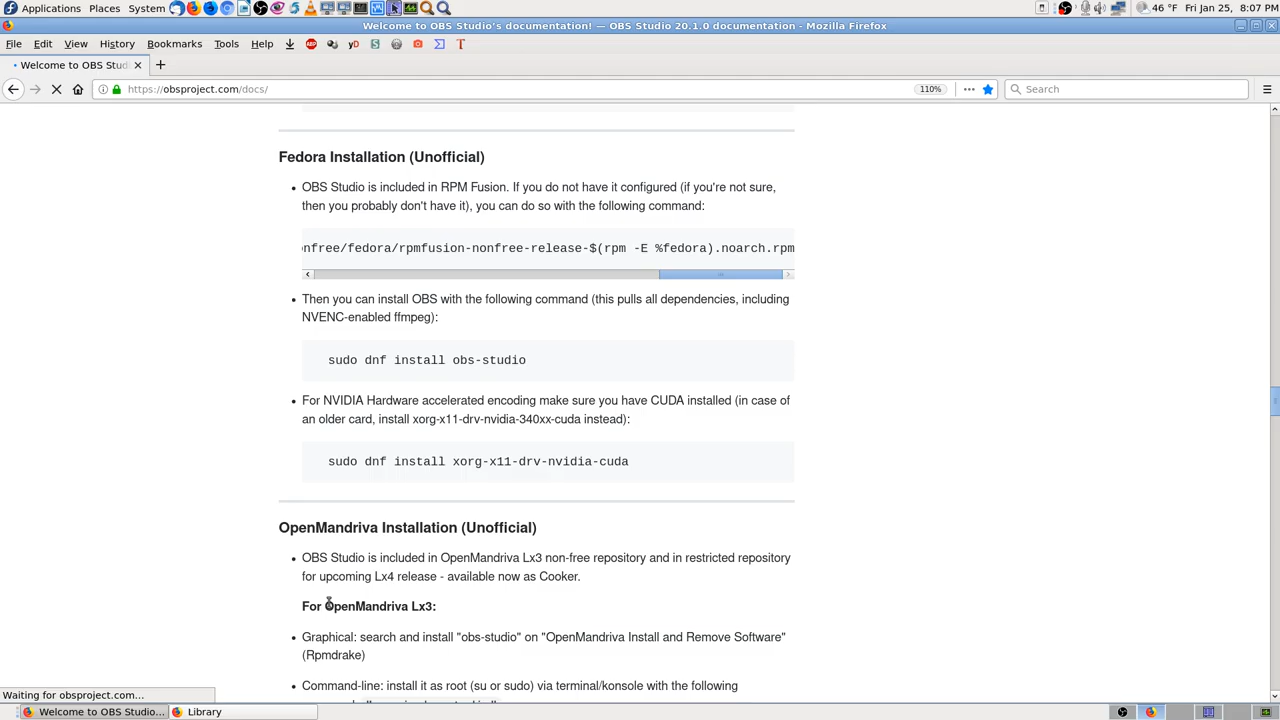 Applications Places System 46 °F Fri Jan 25, 8:07 PM
Welcome to OBS Studio's documentation! — OBS Studio 20.1.0 documentation - Mozilla Firefox
File Edit View History Bookmarks Tools Help
Welcome to OBS Stud
https://obsproject.com/docs/ 110% Search
Fedora Installation (Unofficial)
• OBS Studio is included in RPM Fusion. If you do not have it configured (if you're not sure,
then you probably don't have it), you can do so with the following command:
nfree/fedora/rpmfusion-nonfree-release-$(rpm -E %fedora).noarch.rpm
• Then you can install OBS with the following command (this pulls all dependencies, including
NVENC-enabled ffmpeg):
sudo dnf install obs-studio
• For NVIDIA Hardware accelerated encoding make sure you have CUDA installed (in case of
an older card, install xorg-x11-drv-nvidia-340xx-cuda instead):
sudo dnf install xorg-x11-drv-nvidia-cuda
OpenMandriva Installation (Unofficial)
• OBS Studio is included in OpenMandriva Lx3 non-free repository and in restricted repository
for upcoming Lx4 release - available now as Cooker.
For OpenMandriva Lx3:
• Graphical: search and install "obs-studio" on "OpenMandriva Install and Remove Software"
(Rpmdrake)
• Command-line: install it as root (su or sudo) via terminal/konsole with the following
Waiting for obsproject.com...
Welcome to OBS Studio... Library